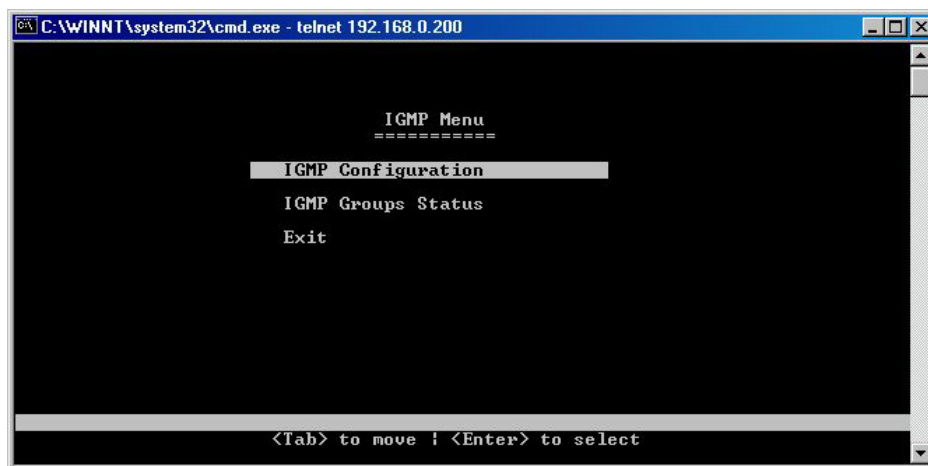 C:\WINNT\system32\cmd.exe - telnet 192.168.0.200
IGMP Menu
===========
IGMP Configuration
IGMP Groups Status
Exit
<Tab> to move ¦ <Enter> to select